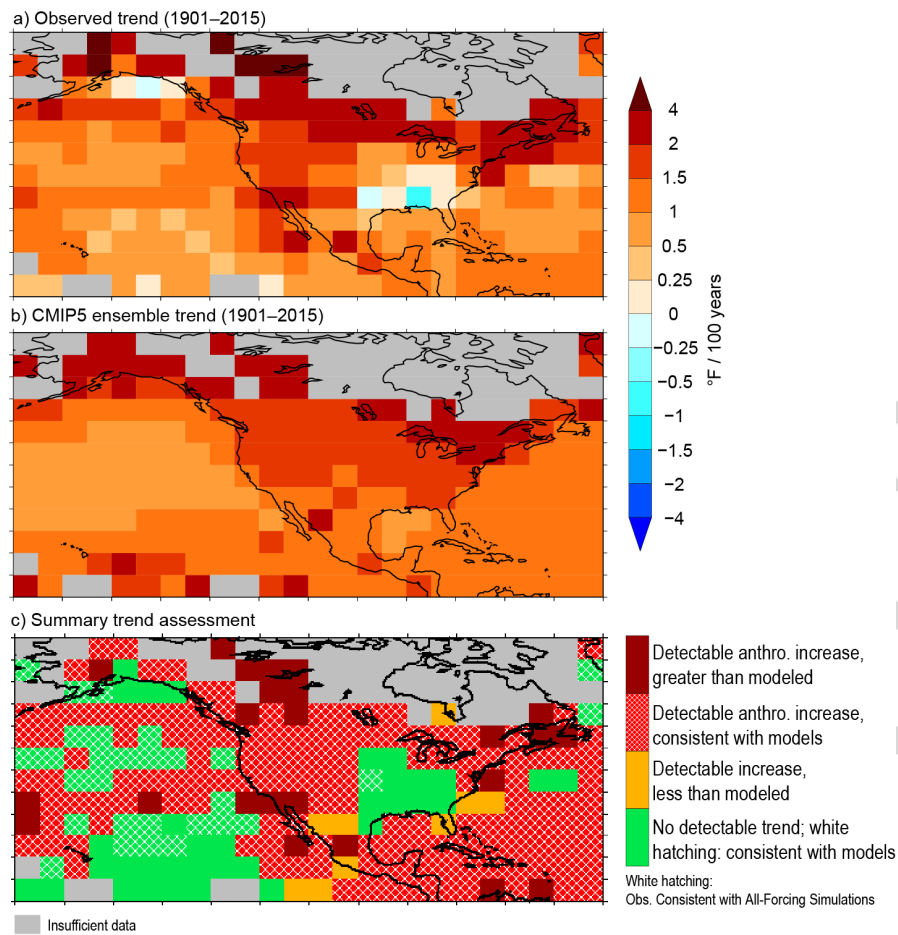 a) Observed trend (1901–2015)
4
2
1.5
1
0.5
0.25
0
−0.25
−0.5
−1
−1.5
−2
−4
°F / 100 years
b) CMIP5 ensemble trend (1901–2015)
c) Summary trend assessment
Detectable anthro. increase,
greater than modeled
Detectable anthro. increase,
consistent with models
Detectable increase,
less than modeled
No detectable trend; white
hatching: consistent with models
White hatching:
Obs. Consistent with All-Forcing Simulations
Insufficient data